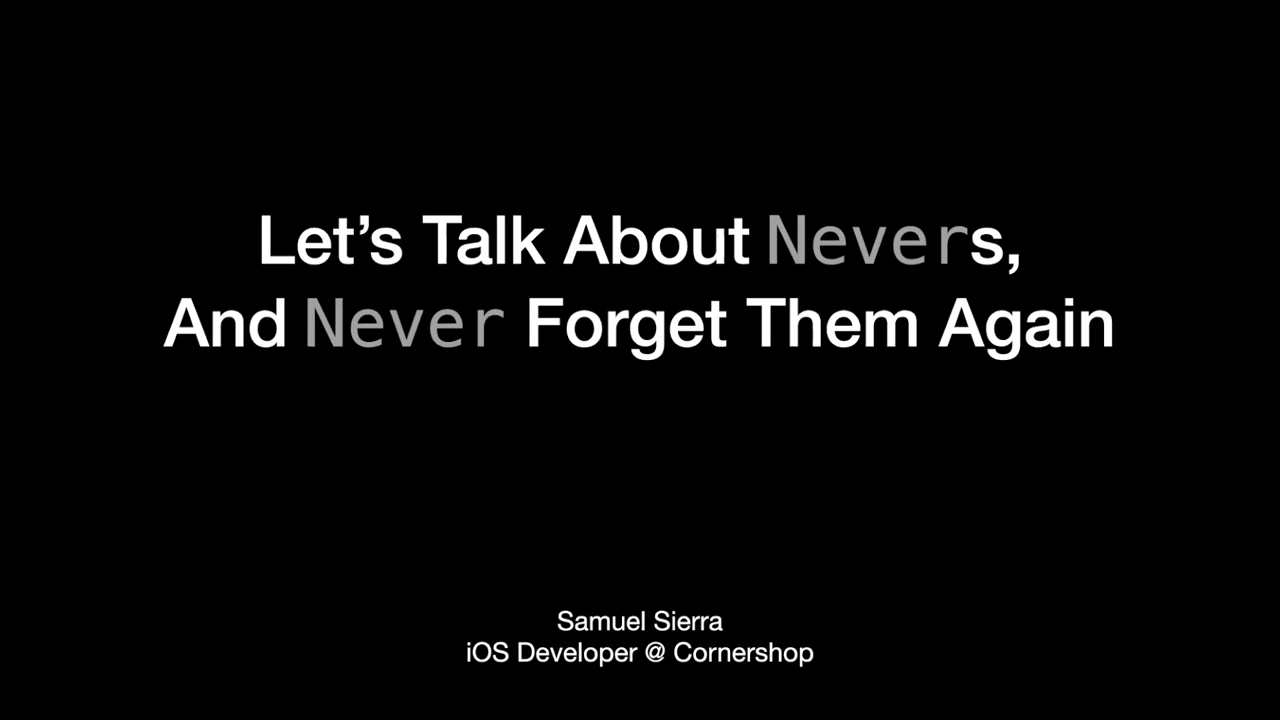 Let’s Talk About Nevers,
And Never Forget Them Again
Samuel Sierra
iOS Developer @ Cornershop